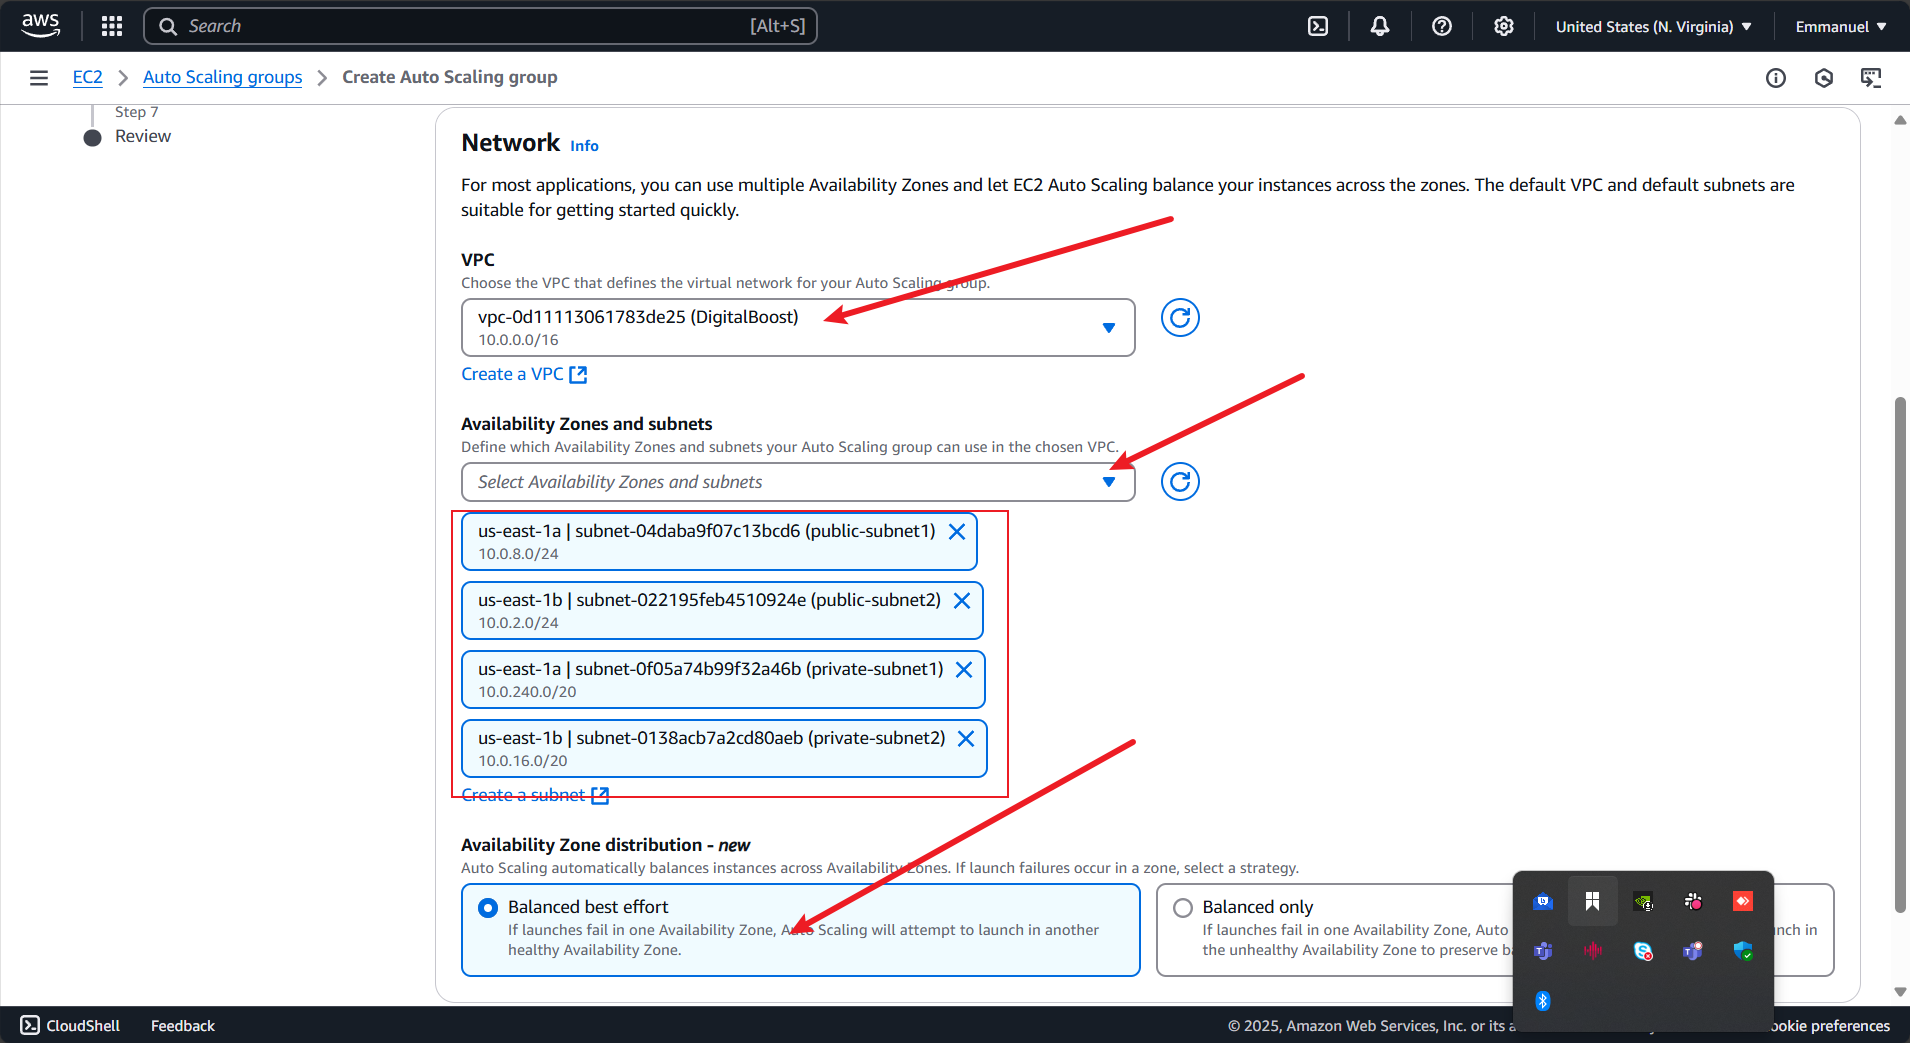 aws
Search [Alt+S]
United States (N. Virginia)
Emmanuel
EC2
Auto Scaling groups
Create Auto Scaling group
Step 7
Review
Network Info
For most applications, you can use multiple Availability Zones and let EC2 Auto Scaling balance your instances across the zones. The default VPC and default subnets are
suitable for getting started quickly.
VPC
Choose the VPC that defines the virtual network for your Auto Scaling group.
vpc-0d11113061783de25 (DigitalBoost)
10.0.0.0/16
Create a VPC
Availability Zones and subnets
Define which Availability Zones and subnets your Auto Scaling group can use in the chosen VPC.
Select Availability Zones and subnets
us-east-1a | subnet-04daba9f07c13bcd6 (public-subnet1)
10.0.8.0/24
us-east-1b | subnet-022195feb4510924e (public-subnet2)
10.0.2.0/24
us-east-1a | subnet-0f05a74b99f32a46b (private-subnet1)
10.0.240.0/20
us-east-1b | subnet-0138acb7a2cd80aeb (private-subnet2)
10.0.16.0/20
Create a subnet
Availability Zone distribution - new
Auto Scaling automatically balances instances across Availability Zones. If launch failures occur in a zone, select a strategy.
Balanced best effort
If launches fail in one Availability Zone, Auto Scaling will attempt to launch in another
healthy Availability Zone.
Balanced only
If launches fail in one Availability Zone, Auto
the unhealthy Availability Zone to preserve
CloudShell
Feedback
© 2025, Amazon Web Services, Inc. or its
preferences